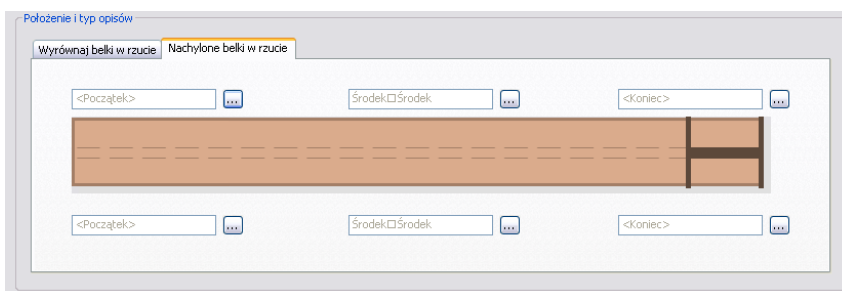 Położenie i typ opisów
Wyrównaj belki w rzucie Nachylone belki w rzucie
<Początek> ... Środek□Środek ... <Koniec> ...
<Początek> ... Środek□Środek ... <Koniec> ...